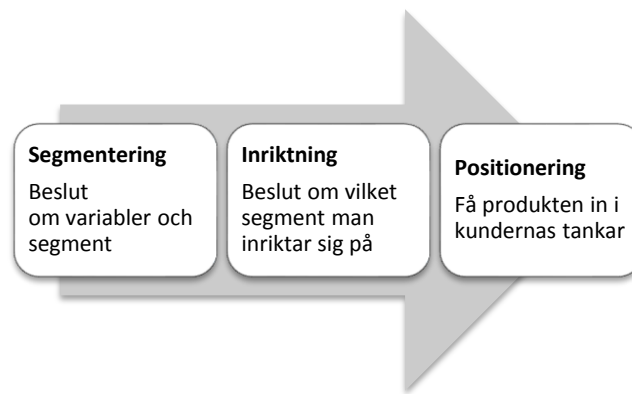 Segmentering
Beslut
om variabler och
segment
Inriktning
Beslut om vilket
segment man
inriktar sig på
Positionering
Få produkten in i
kundernas tankar